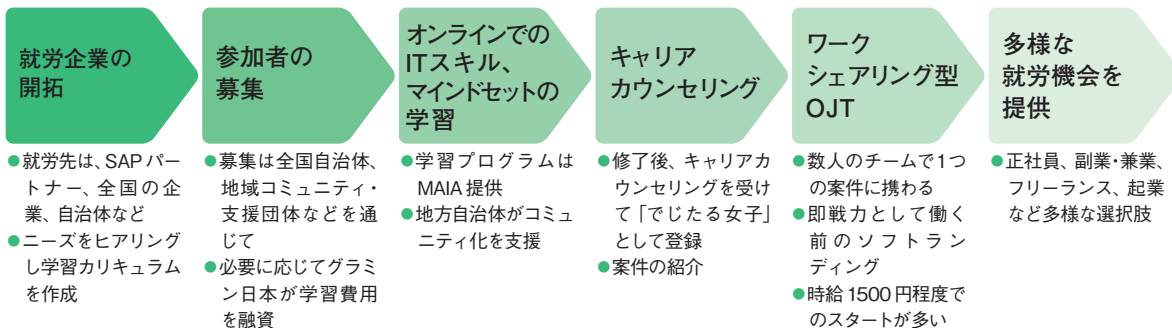 就労企業の
開拓
参加者の
募集
オンラインでの
ITスキル、
マインドセットの
学習
キャリア
カウンセリング
ワーク
シェアリング型
OJT
多様な
就労機会を
提供
●就労先は、SAPパー
トナー、全国の企
業、自治体など
●ニーズをヒアリング
し学習カリキュラム
を作成
●募集は全国自治体、
地域コミュニティ・
支援団体などを通
じて
●必要に応じてグラミ
ン日本が学習費用
を融資
●学習プログラムは
MAIA提供
●地方自治体がコミュ
ニティ化を支援
●修了後、キャリアカ
ウンセリングを受け
て「でじたる女子」
として登録
●案件の紹介
●数人のチームで1つ
の案件に携わる
●即戦力として働く
前のソフトラン
ディング
●時給1500円程度で
のスタートが多い
●正社員、副業・兼業、
フリーランス、起業
など多様な選択肢